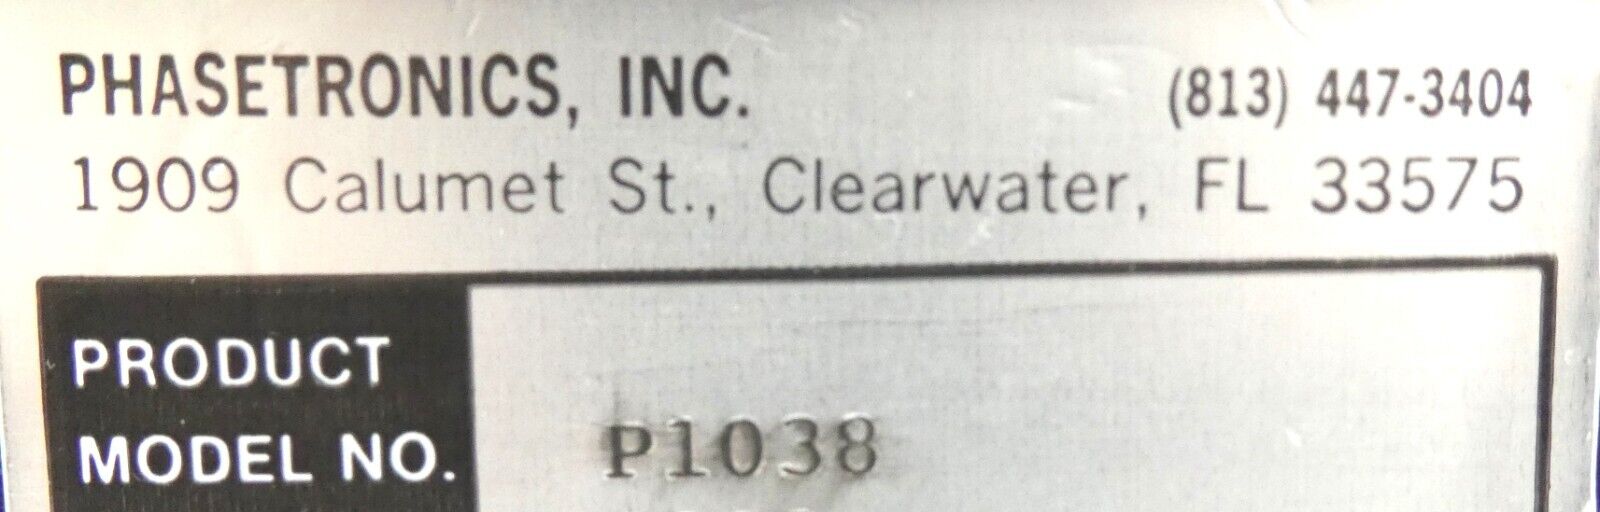 PHASETRONICS, INC. (813) 447-3404
1909 Calumet St., Clearwater, FL 33575
PRODUCT
MODEL NO. P1038